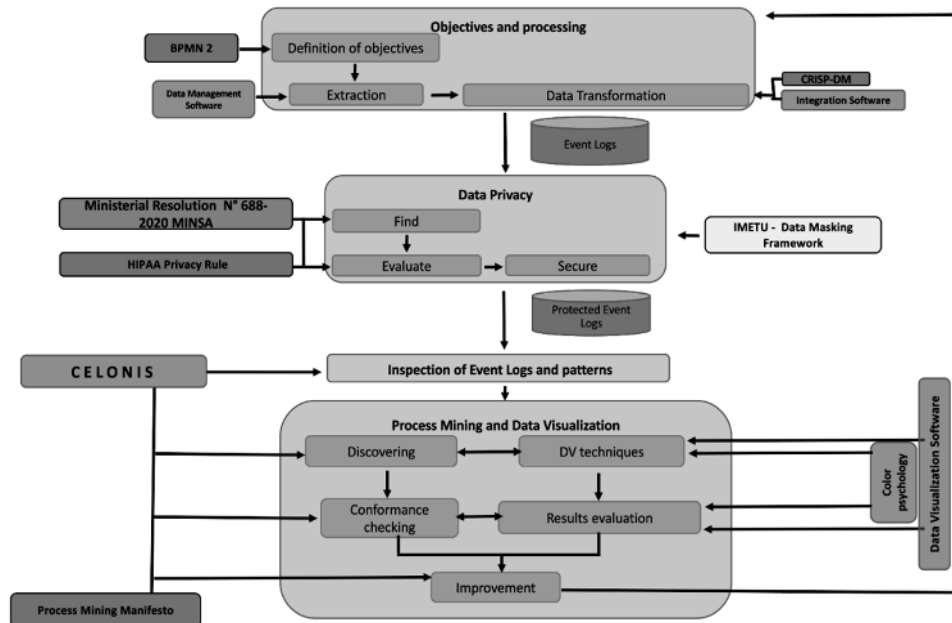 Objectives and processing
BPMN 2
Definition of objectives
Data Management
Software
Extraction
Data Transformation
CRISP-DM
Integration Software
Event Logs
Data Privacy
Ministerial Resolution N° 688-
2020 MINSA
Find
IMETU - Data Masking
Framework
HIPAA Privacy Rule
Evaluate
Secure
Protected Event
Logs
CELONIS
Inspection of Event Logs and patterns
Process Mining and Data Visualization
Discovering
DV techniques
Color
psychology
Data Visualization Software
Conformance
checking
Results evaluation
Improvement
Process Mining Manifesto